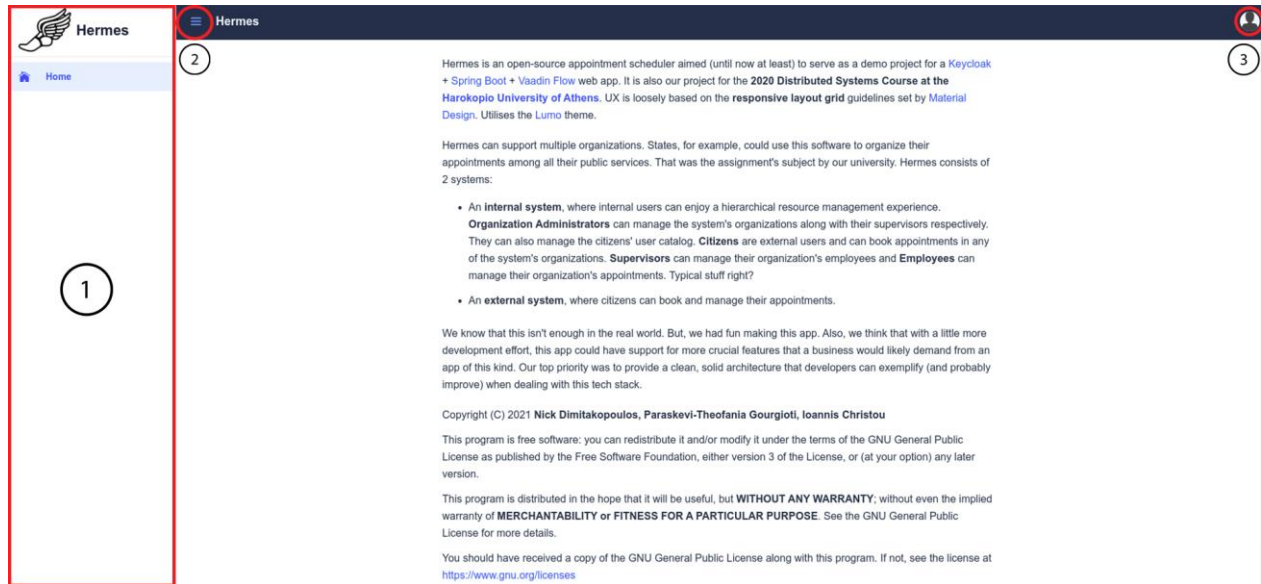 Hermes
Home
1
2
Hermes
3
Hermes is an open-source appointment scheduler aimed (until now at least) to serve as a demo project for a Keycloak
+ Spring Boot + Vaadin Flow web app. It is also our project for the 2020 Distributed Systems Course at the
Harokopio University of Athens. UX is loosely based on the responsive layout grid guidelines set by Material
Design. Utilises the Lumo theme.
Hermes can support multiple organizations. States, for example, could use this software to organize their
appointments among all their public services. That was the assignment's subject by our university. Hermes consists of
2 systems:
• An internal system, where internal users can enjoy a hierarchical resource management experience.
Organization Administrators can manage the system's organizations along with their supervisors respectively.
They can also manage the citizens' user catalog. Citizens are external users and can book appointments in any
of the system's organizations. Supervisors can manage their organization's employees and Employees can
manage their organization's appointments. Typical stuff right?
• An external system, where citizens can book and manage their appointments.
We know that this isn't enough in the real world. But, we had fun making this app. Also, we think that with a little more
development effort, this app could have support for more crucial features that a business would likely demand from an
app of this kind. Our top priority was to provide a clean, solid architecture that developers can exemplify (and probably
improve) when dealing with this tech stack.
Copyright (C) 2021 Nick Dimitakopoulos, Paraskevi-Theofania Gourgioti, Ioannis Christou
This program is free software: you can redistribute it and/or modify it under the terms of the GNU General Public
License as published by the Free Software Foundation, either version 3 of the License, or (at your option) any later
version.
This program is distributed in the hope that it will be useful, but WITHOUT ANY WARRANTY; without even the implied
warranty of MERCHANTABILITY or FITNESS FOR A PARTICULAR PURPOSE. See the GNU General Public
License for more details.
You should have received a copy of the GNU General Public License along with this program. If not, see the license at
https://www.gnu.org/licenses